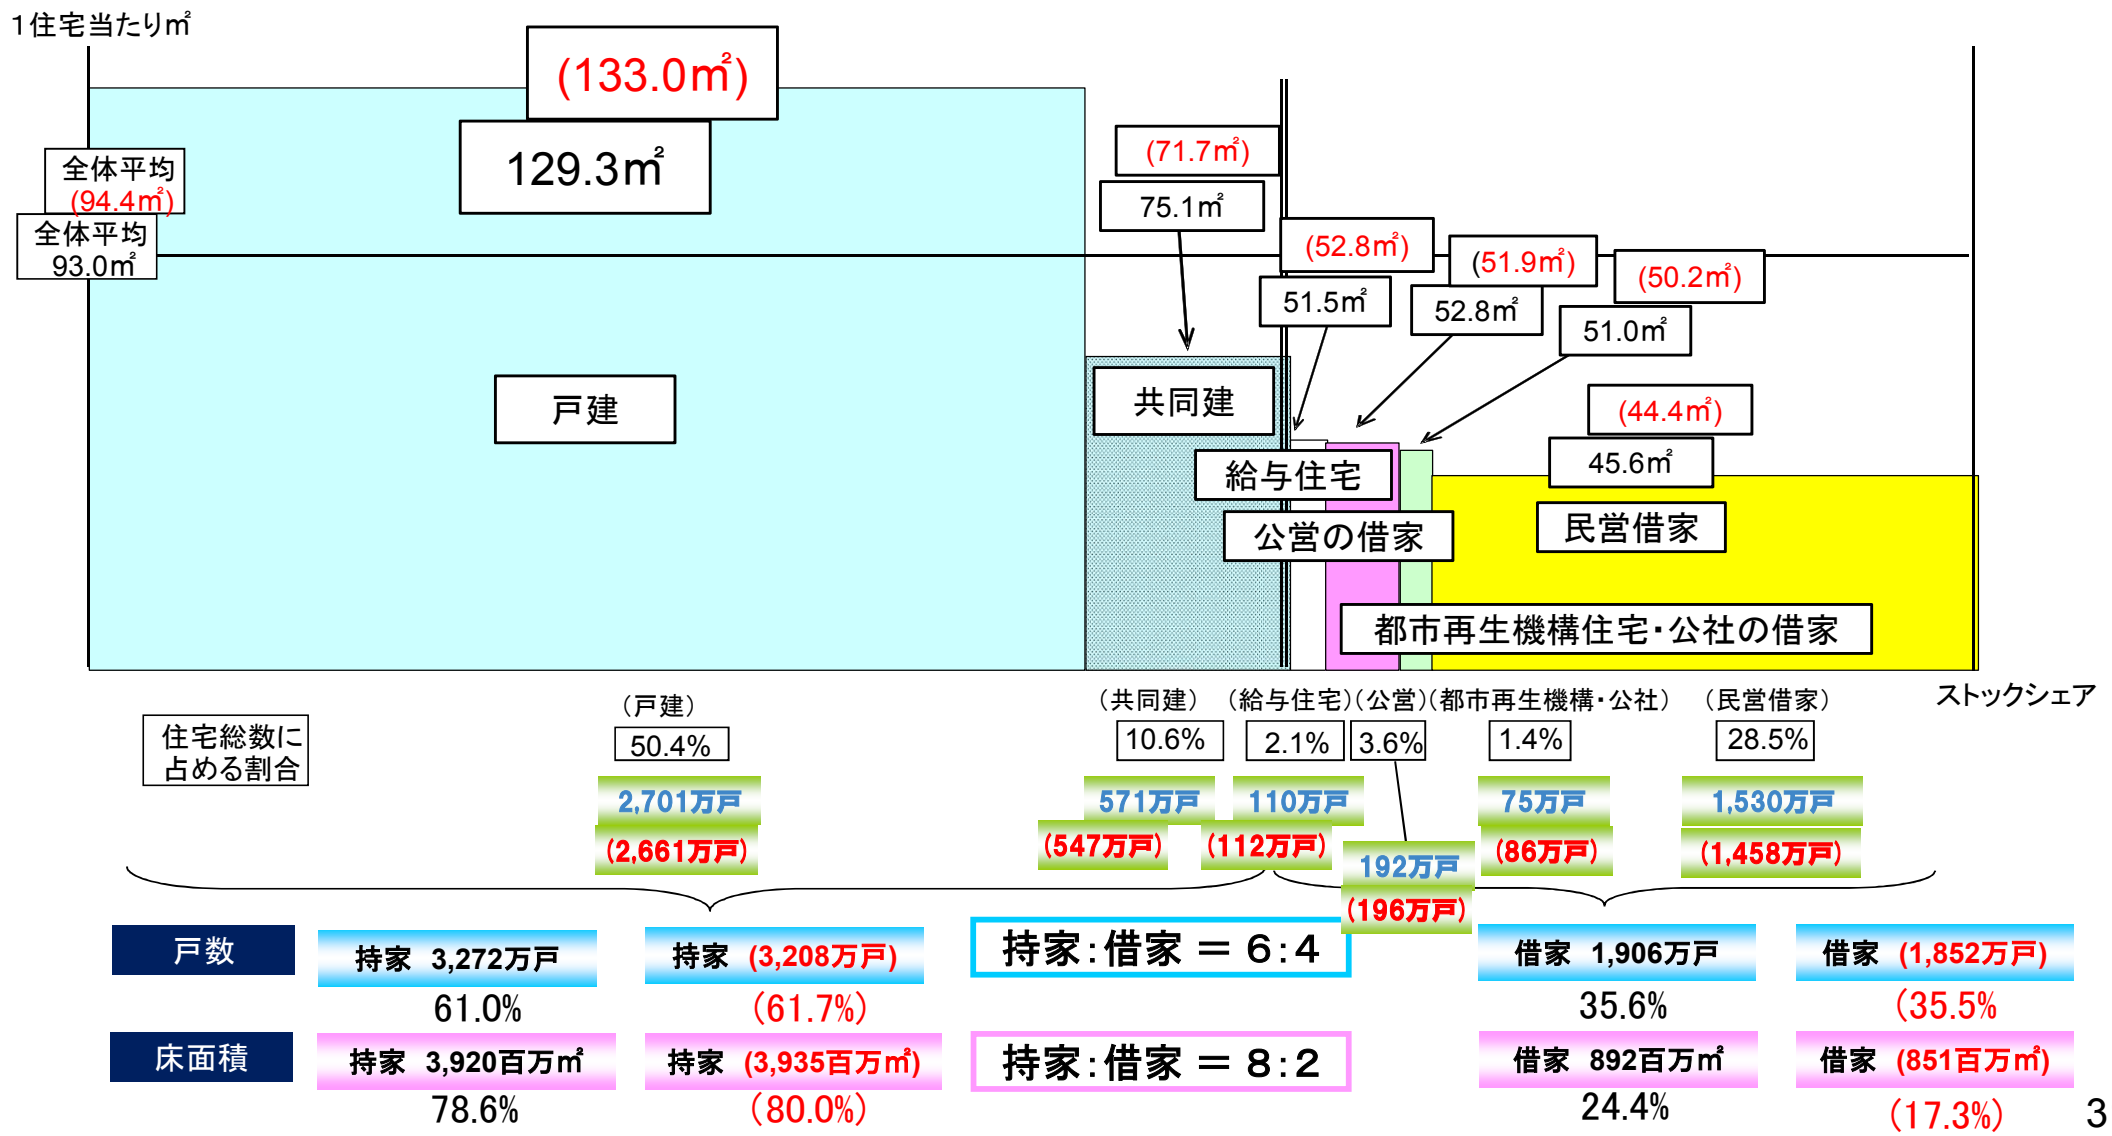 1住宅当たり㎡
(133.0㎡)
129.3㎡
全体平均
(94.4㎡)
全体平均
93.0㎡
(71.7㎡)
75.1㎡
(52.8㎡)
51.5㎡
(51.9㎡)
52.8㎡
(50.2㎡)
51.0㎡
(44.4㎡)
45.6㎡
戸建
共同建
給与住宅
公営の借家
民営借家
都市再生機構住宅・公社の借家
(戸建) (共同建) (給与住宅)(公営)(都市再生機構・公社) (民営借家) ストックシェア
住宅総数に
占める割合
50.4% 10.6% 2.1% 3.6% 1.4% 28.5%
2,701万戸 571万戸 110万戸 75万戸 1,530万戸
(2,661万戸) (547万戸) (112万戸) (86万戸) (1,458万戸)
192万戸
(196万戸)
戸数 持家 3,272万戸 持家 (3,208万戸) 持家:借家 = 6:4 借家 1,906万戸 借家 (1,852万戸)
61.0% (61.7%) 35.6% (35.5%
床面積 持家 3,920百万㎡ 持家 (3,935百万㎡) 持家:借家 = 8:2 借家 892百万㎡ 借家 (851百万㎡)
78.6% (80.0%) 24.4% (17.3%)
3